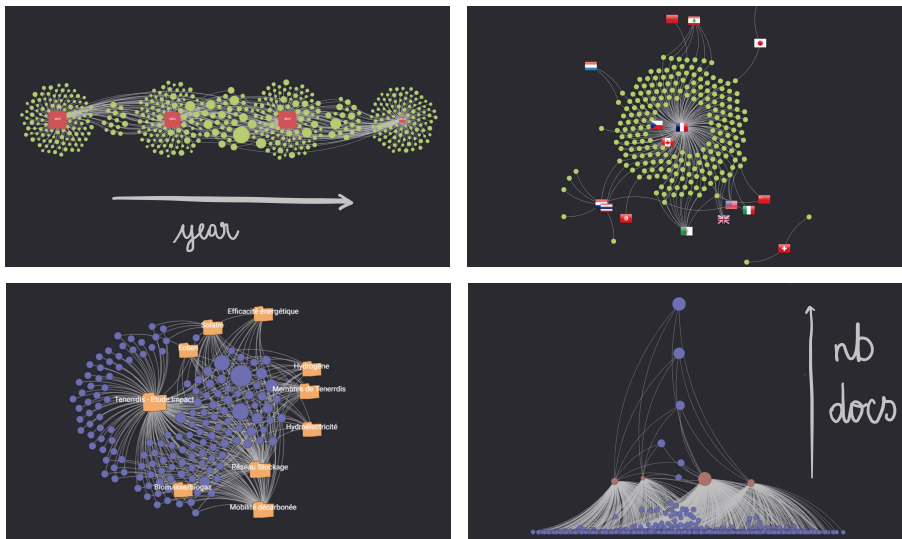 year
Efficacité énergétique
Solaire
Eolien
Hydrogène
Tenerrdis - Etude Impact
Membres de Tenerrdis
Hydroélectricité
Réseau Stockage
Biomasse/biogaz
Mobilité décarbonée
nb
docs